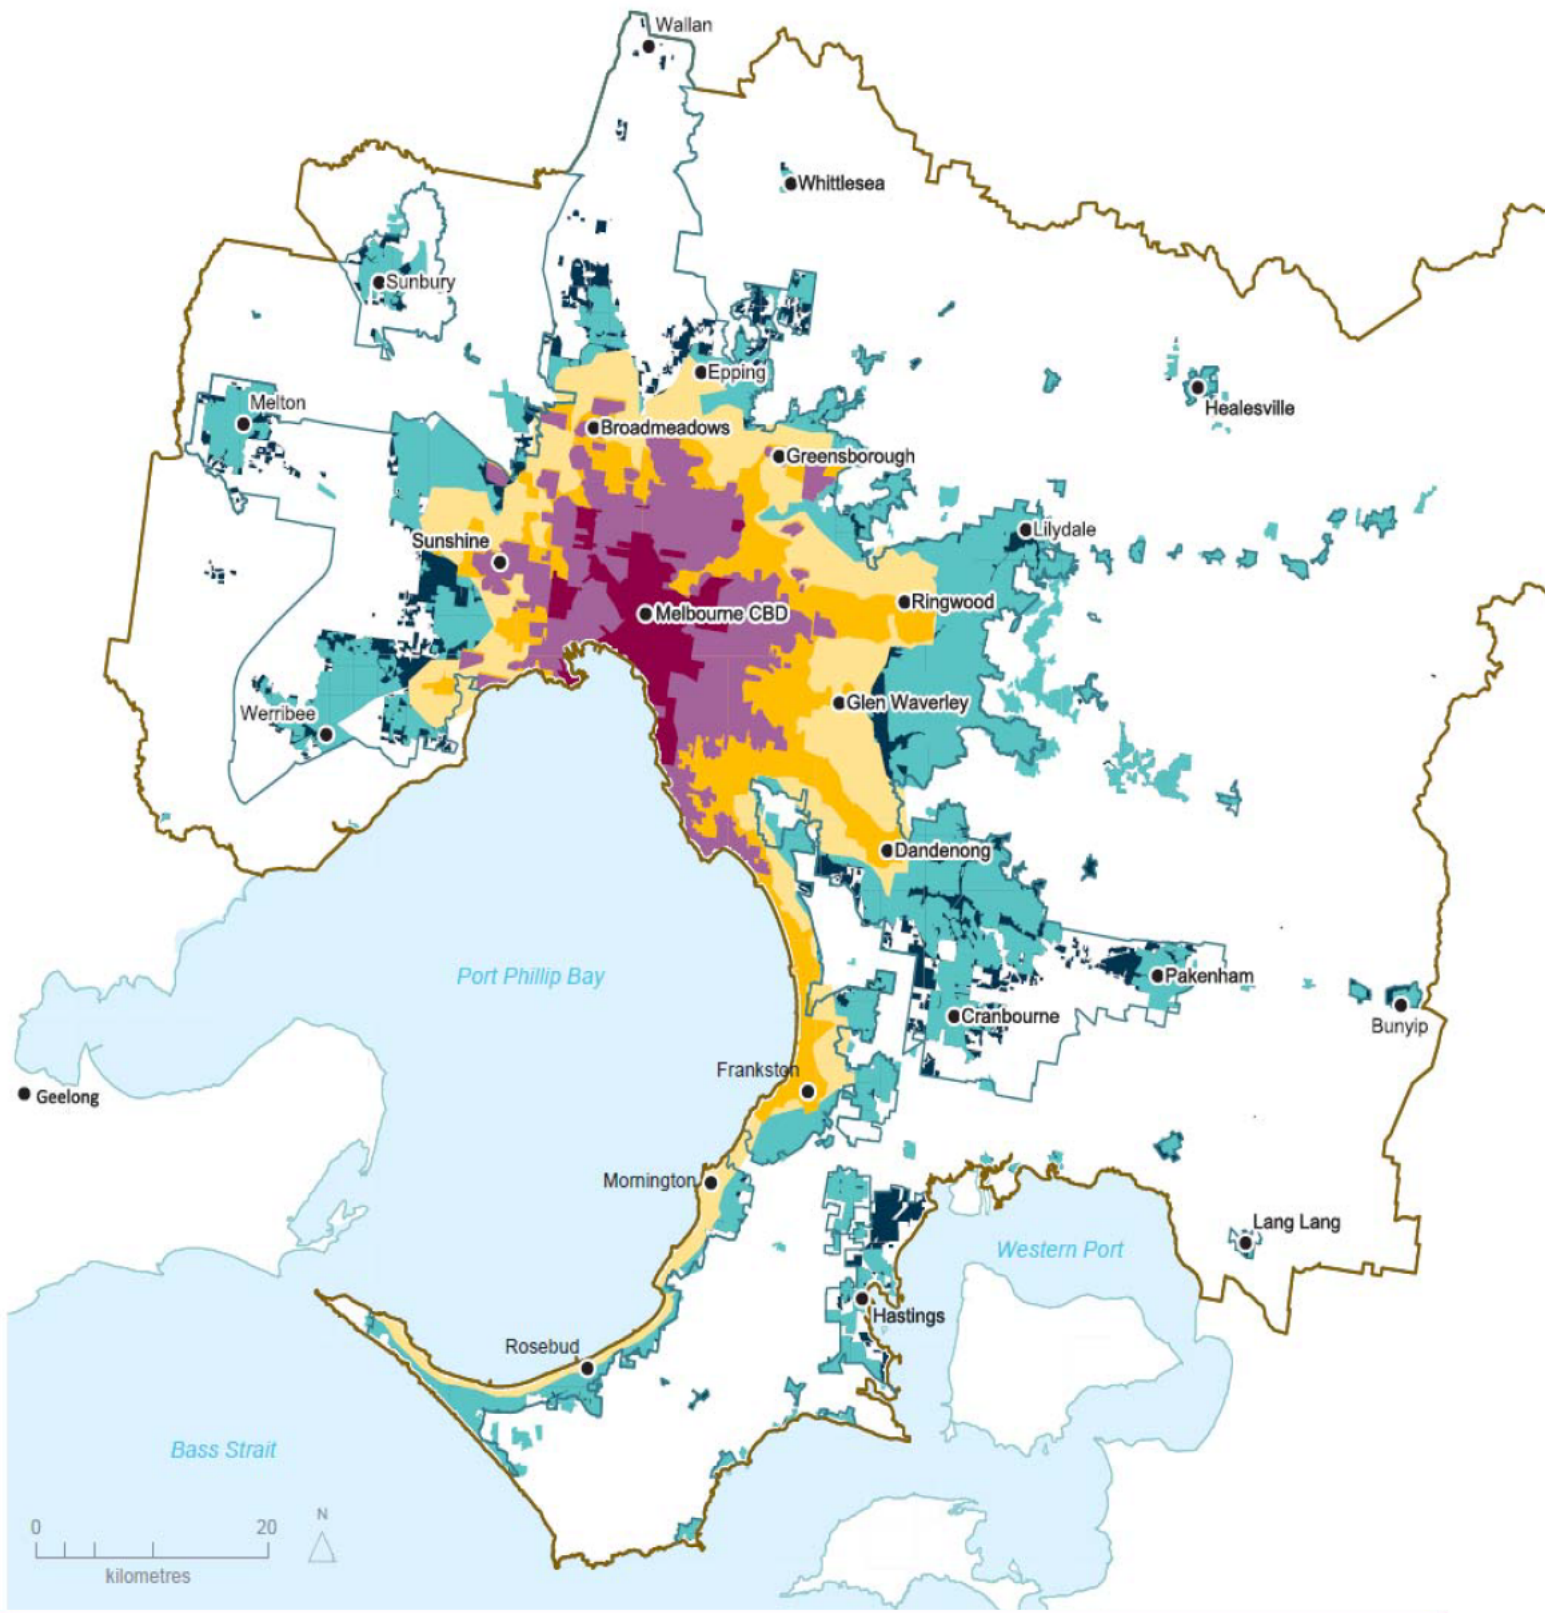 Wallan
Whittlesea
Sunbury
Epping
Melton
Healesville
Broadmeadows
Greensborough
Lilydale
Sunshine
Ringwood
Melbourne CBD
Glen Waverley
Werribee
Dandenong
Port Phillip Bay
Pakenham
Cranbourne
Bunyip
Frankston
Geelong
Mornington
Lang Lang
Western Port
Hastings
Rosebud
Bass Strait
N
0 20
kilometres